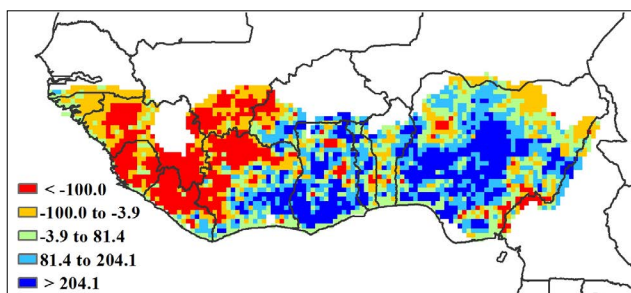 < -100.0
-100.0 to -3.9
-3.9 to 81.4
81.4 to 204.1
> 204.1